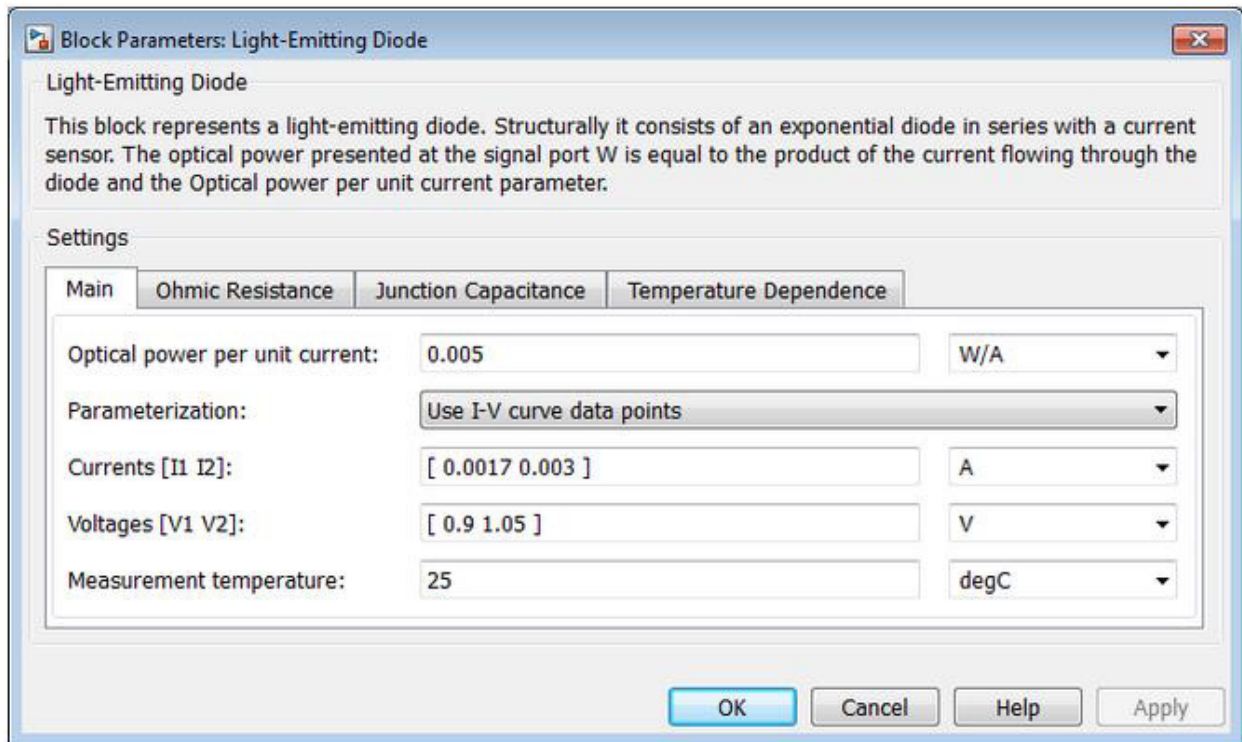 Block Parameters: Light-Emitting Diode
Light-Emitting Diode
This block represents a light-emitting diode. Structurally it consists of an exponential diode in series with a current
sensor. The optical power presented at the signal port W is equal to the product of the current flowing through the
diode and the Optical power per unit current parameter.
Settings
Main Ohmic Resistance Junction Capacitance Temperature Dependence
Optical power per unit current: 0.005 W/A
Parameterization: Use I-V curve data points
Currents [I1 I2]: [ 0.0017 0.003 ] A
Voltages [V1 V2]: [ 0.9 1.05 ] V
Measurement temperature: 25 degC
OK Cancel Help Apply